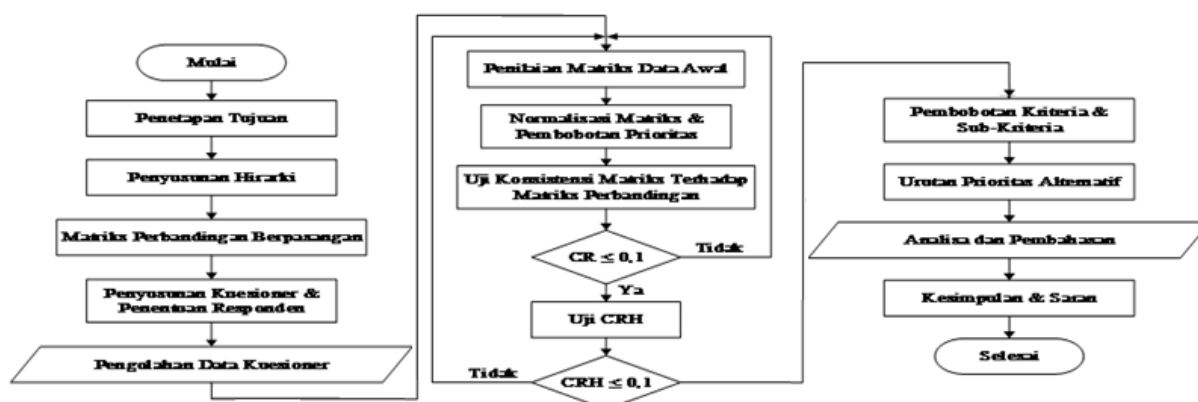 Mulai
Penetapan Tujuan
Penyusunan Hirarki
Matriks Perbandingan Berpasangan
Penyusunan Kuesioner &
Penentuan Responden
Pengolahan Data Kuesioner
Penilaian Matriks Data Awal
Normalisasi Matriks &
Pembobotan Prioritas
Uji Konsistensi Matriks Terhadap
Matriks Perbandingan
CR ≤ 0,1
Tidak
Ya
Uji CRH
CRH ≤ 0,1
Tidak
Pembobotan Kriteria &
Sub-Kriteria
Urutan Prioritas Alternatif
Analisa dan Pembahasan
Kesimpulan & Saran
Selesai